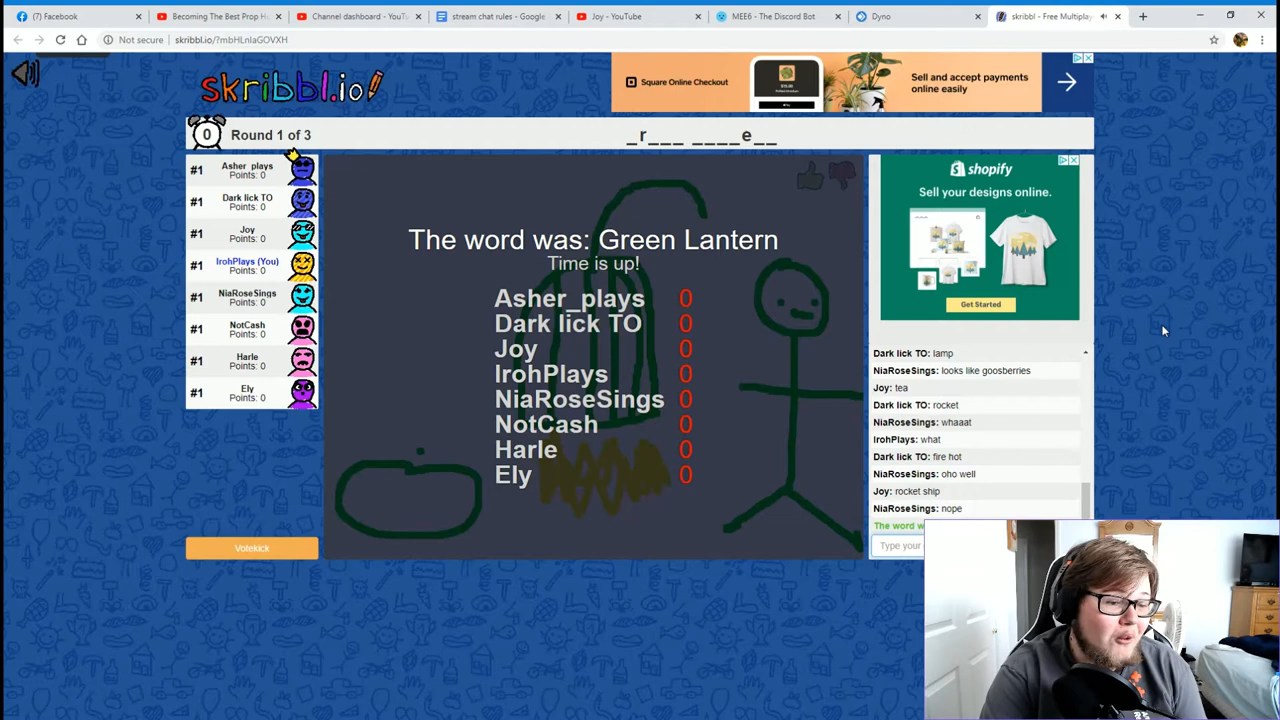 (7) Facebook
Becoming The Best Prop H
Channel dashboard - YouTu
stream chat rules - Google
Joy - YouTube
MEE6 - The Discord Bot
Dyno
skribbl - Free Multiplay
Not secure
skribbl.io/?mbHLnlaGOVXH
skribbl.io
Square Online Checkout
Sell and accept payments
online easily
0
Round 1 of 3
_r___ ____e__
#1
Asher_plays
Points: 0
#1
Dark lick TO
Points: 0
#1
Joy
Points: 0
#1
IrohPlays (You)
Points: 0
#1
NiaRoseSings
Points: 0
#1
NotCash
Points: 0
#1
Harle
Points: 0
#1
Ely
Points: 0
Votekick
The word was: Green Lantern
Time is up!
Asher_plays 0
Dark lick TO 0
Joy 0
IrohPlays 0
NiaRoseSings 0
NotCash 0
Harle 0
Ely 0
shopify
Sell your designs online.
Get Started
Dark lick TO: lamp
NiaRoseSings: looks like goosberries
Joy: tea
Dark lick TO: rocket
NiaRoseSings: whaaat
IrohPlays: what
Dark lick TO: fire hot
NiaRoseSings: oho well
Joy: rocket ship
NiaRoseSings: nope
The word w
Type your